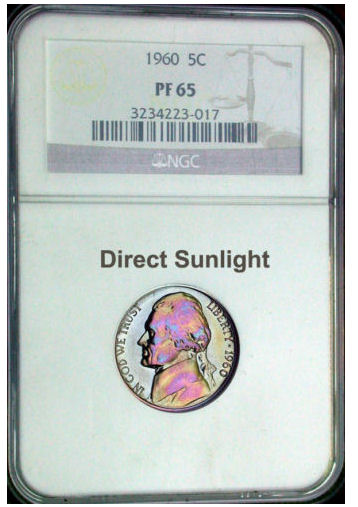 1960 5C
PF 65
3234223-017
NGC
Direct Sunlight
IN GOD WE TRUST
LIBERTY · 1960